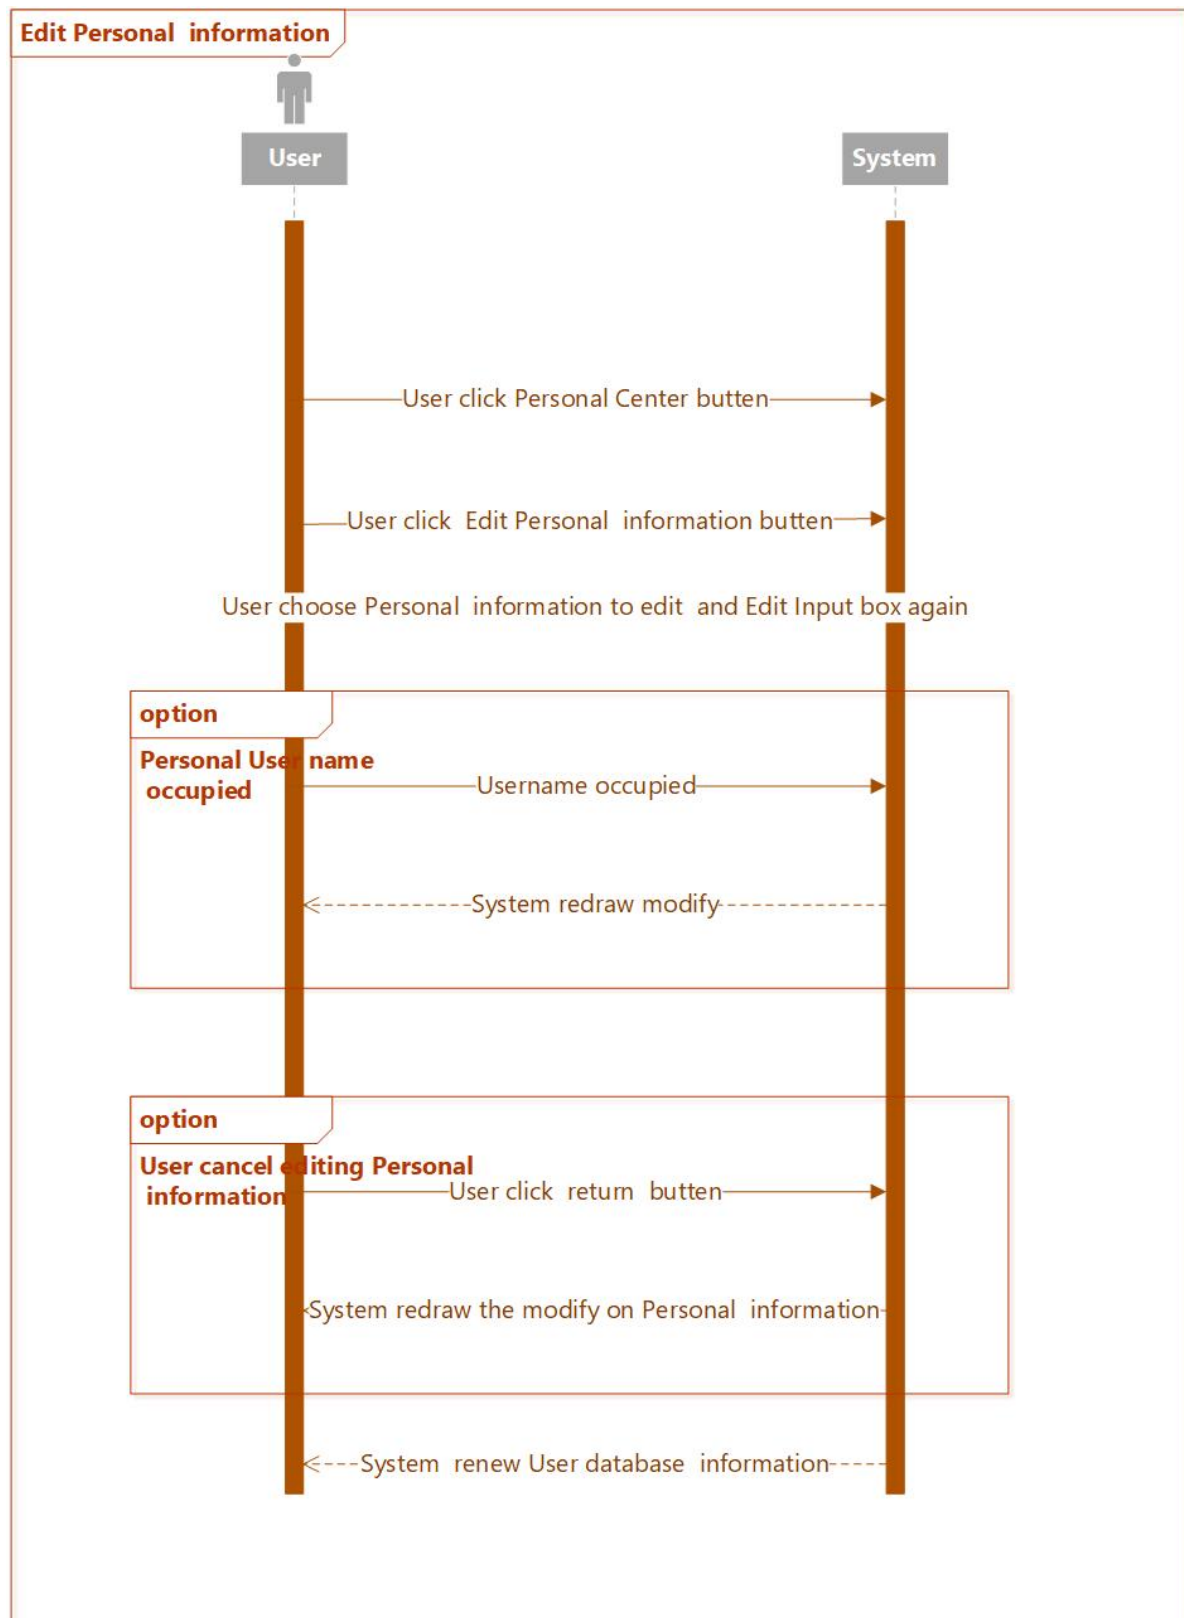 Edit Personal information
User
System
User click Personal Center butten
User click Edit Personal information butten
User choose Personal information to edit and Edit Input box again
option
Personal User name
occupied
Username occupied
System redraw modify
option
User cancel editing Personal
information
User click return butten
System redraw the modify on Personal information
System renew User database information